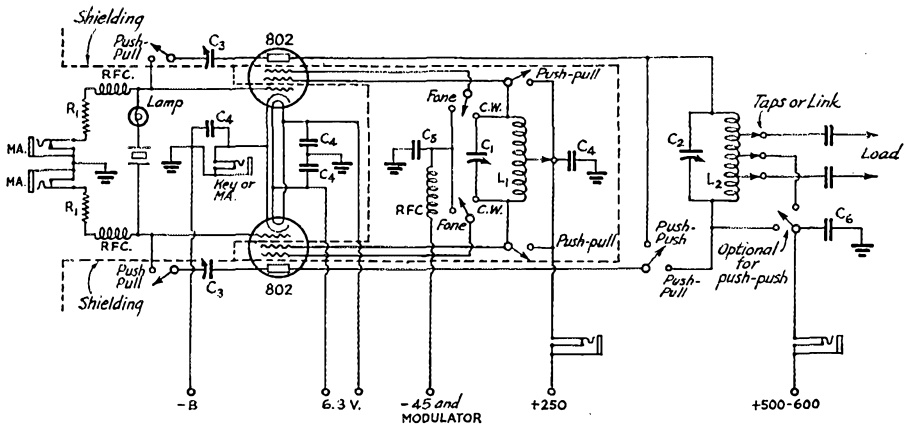 Shielding
Push-
Pull
C3
802
RFC.
Lamp
R1
MA.
MA.
R1
RFC.
C4
Key or
MA.
C4
C4
Push
Pull
Shielding
C3
802
Fone
C.W.
C5
C1
L1
RFC
Fone
C.W.
Push-pull
C4
Push-pull
Push-
Push
Push-
Pull
C2
L2
Taps or Link
Load
C6
Optional
for
push-push
-B
6.3 V.
-45 and
MODULATOR
+250
+500-600